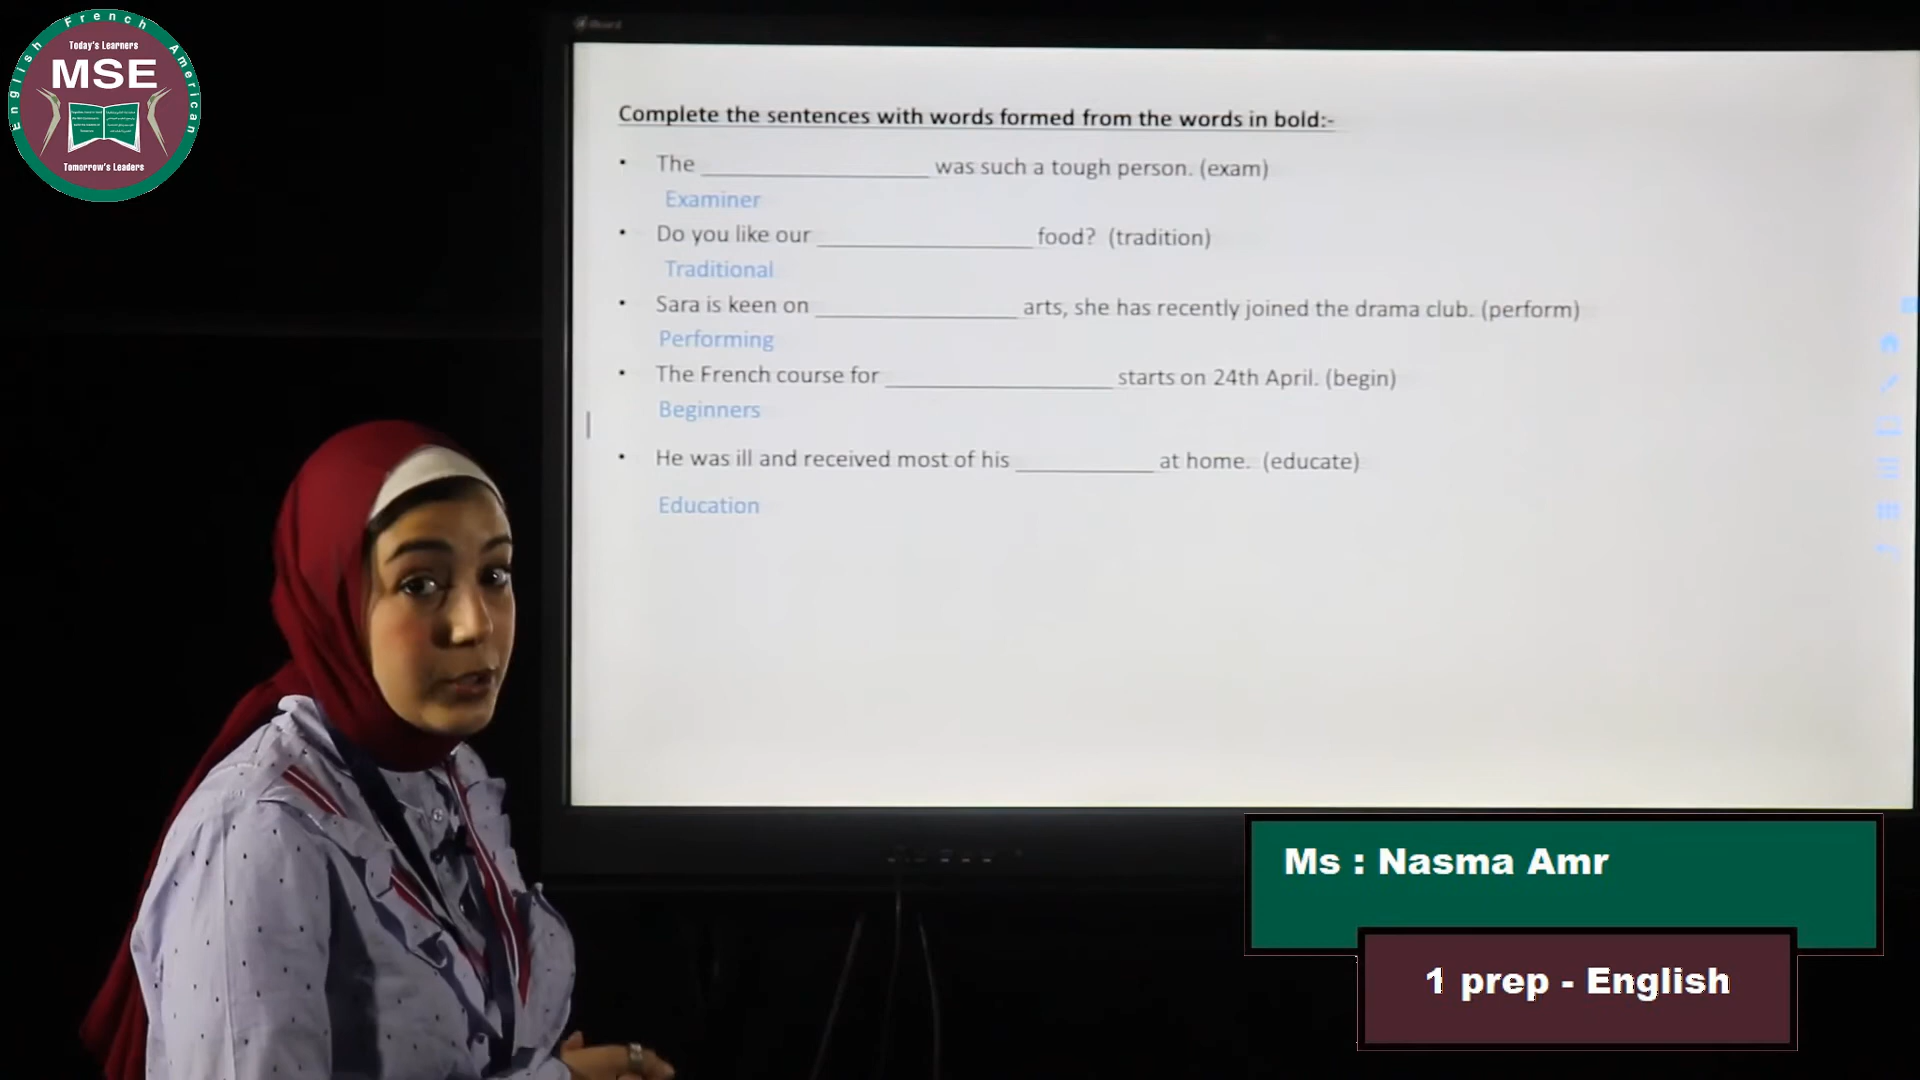 English French American
Today's Learners
MSE
Tomorrow's Leaders
Complete the sentences with words formed from the words in bold:-
• The ____________________ was such a tough person. (exam)
Examiner
• Do you like our ___________________ food? (tradition)
Traditional
• Sara is keen on __________________ arts, she has recently joined the drama club. (perform)
Performing
• The French course for ____________________ starts on 24th April. (begin)
Beginners
• He was ill and received most of his ____________ at home. (educate)
Education
Ms : Nasma Amr
1 prep - English